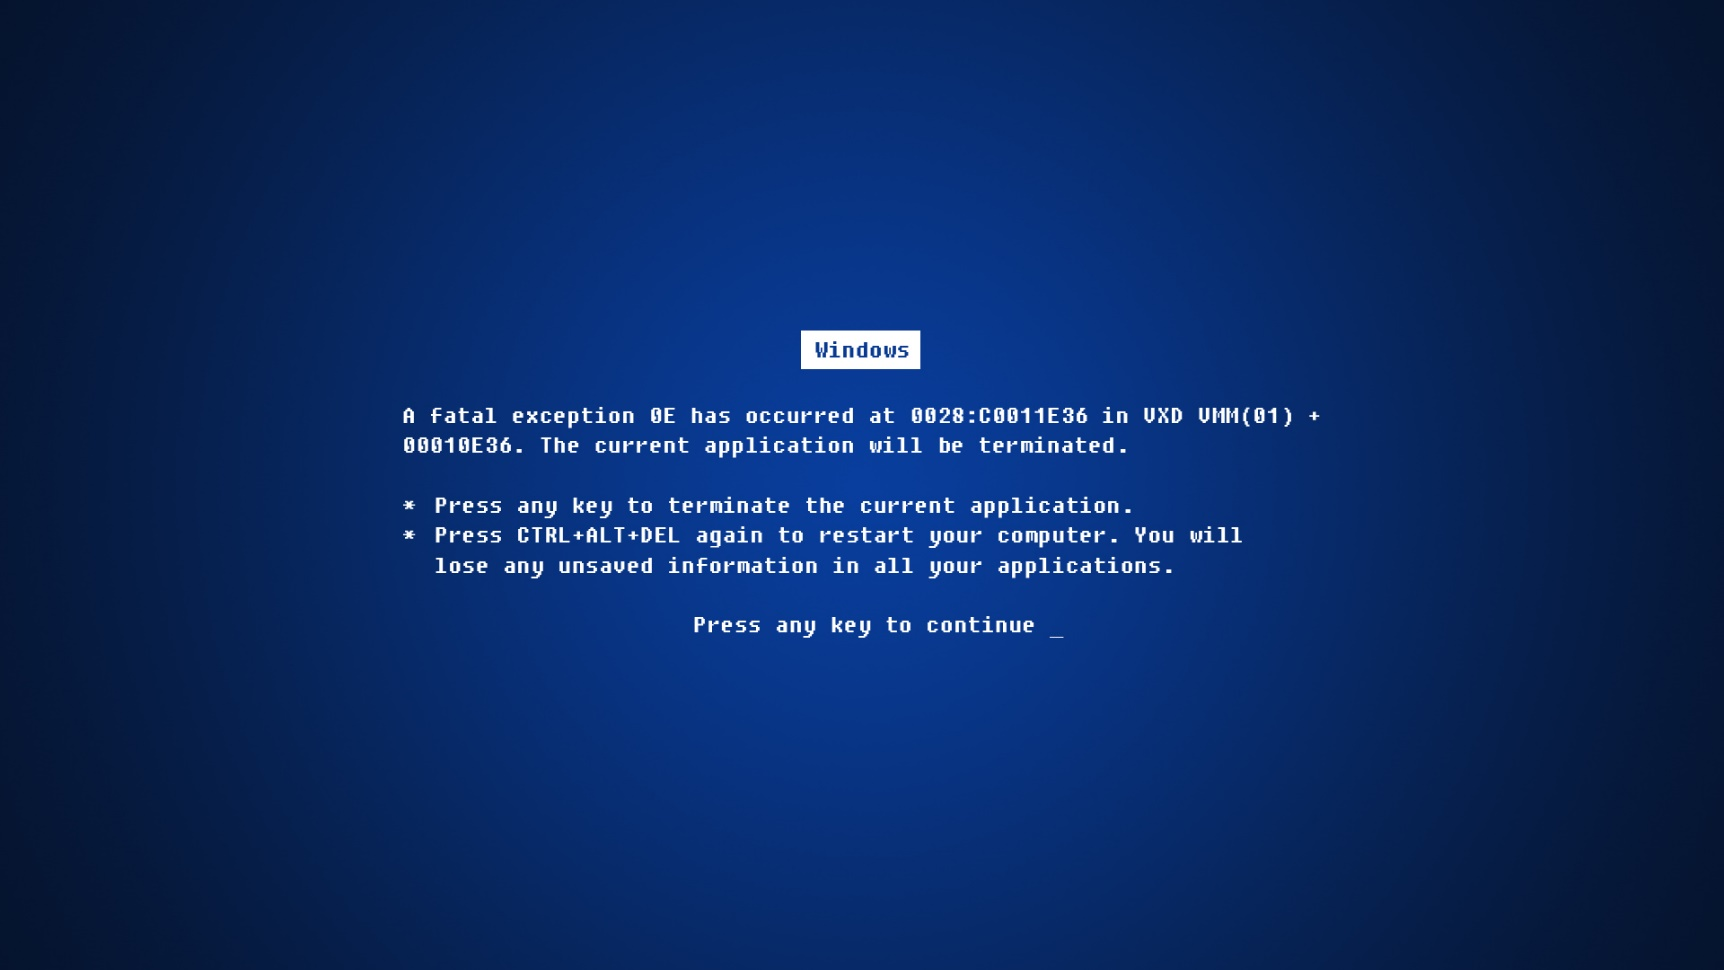 Windows
A fatal exception 0E has occurred at 0028:C0011E36 in VXD VMM(01) +
00010E36. The current application will be terminated.
* Press any key to terminate the current application.
* Press CTRL+ALT+DEL again to restart your computer. You will
lose any unsaved information in all your applications.
Press any key to continue _